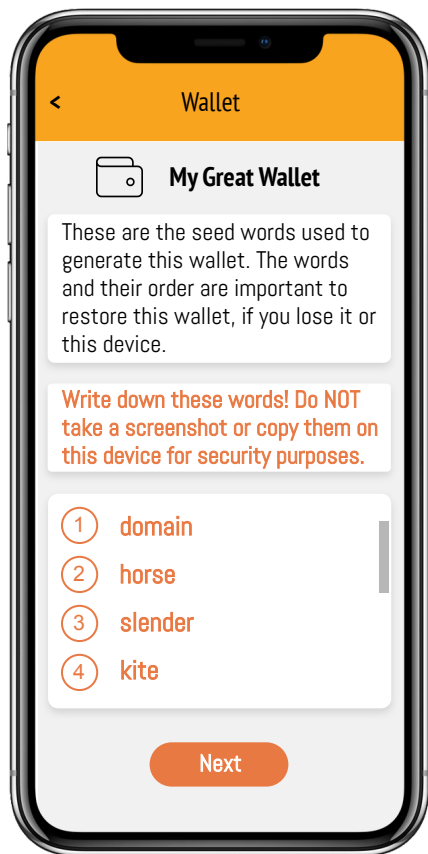 < Wallet
My Great Wallet
These are the seed words used to
generate this wallet. The words
and their order are important to
restore this wallet, if you lose it or
this device.
Write down these words! Do NOT
take a screenshot or copy them on
this device for security purposes.
1 domain
2 horse
3 slender
4 kite
Next